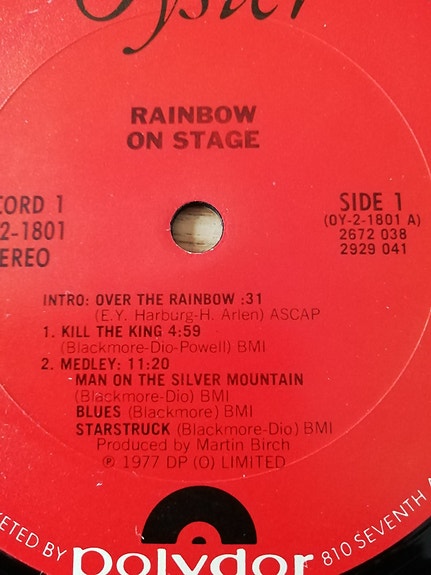 Oyster
RAINBOW
ON STAGE
CORD 1
2-1801
EREO
SIDE 1
(OY-2-1801 A)
2672 038
2929 041
INTRO: OVER THE RAINBOW :31
(E.Y. Harburg-H. Arlen) ASCAP
1. KILL THE KING 4:59
(Blackmore-Dio-Powell) BMI
2. MEDLEY: 11:20
MAN ON THE SILVER MOUNTAIN
(Blackmore-Dio) BMI
BLUES (Blackmore) BMI
STARSTRUCK (Blackmore-Dio) BMI
Produced by Martin Birch
℗ 1977 DP (O) LIMITED
ETED BY polydor 810 SEVENTH